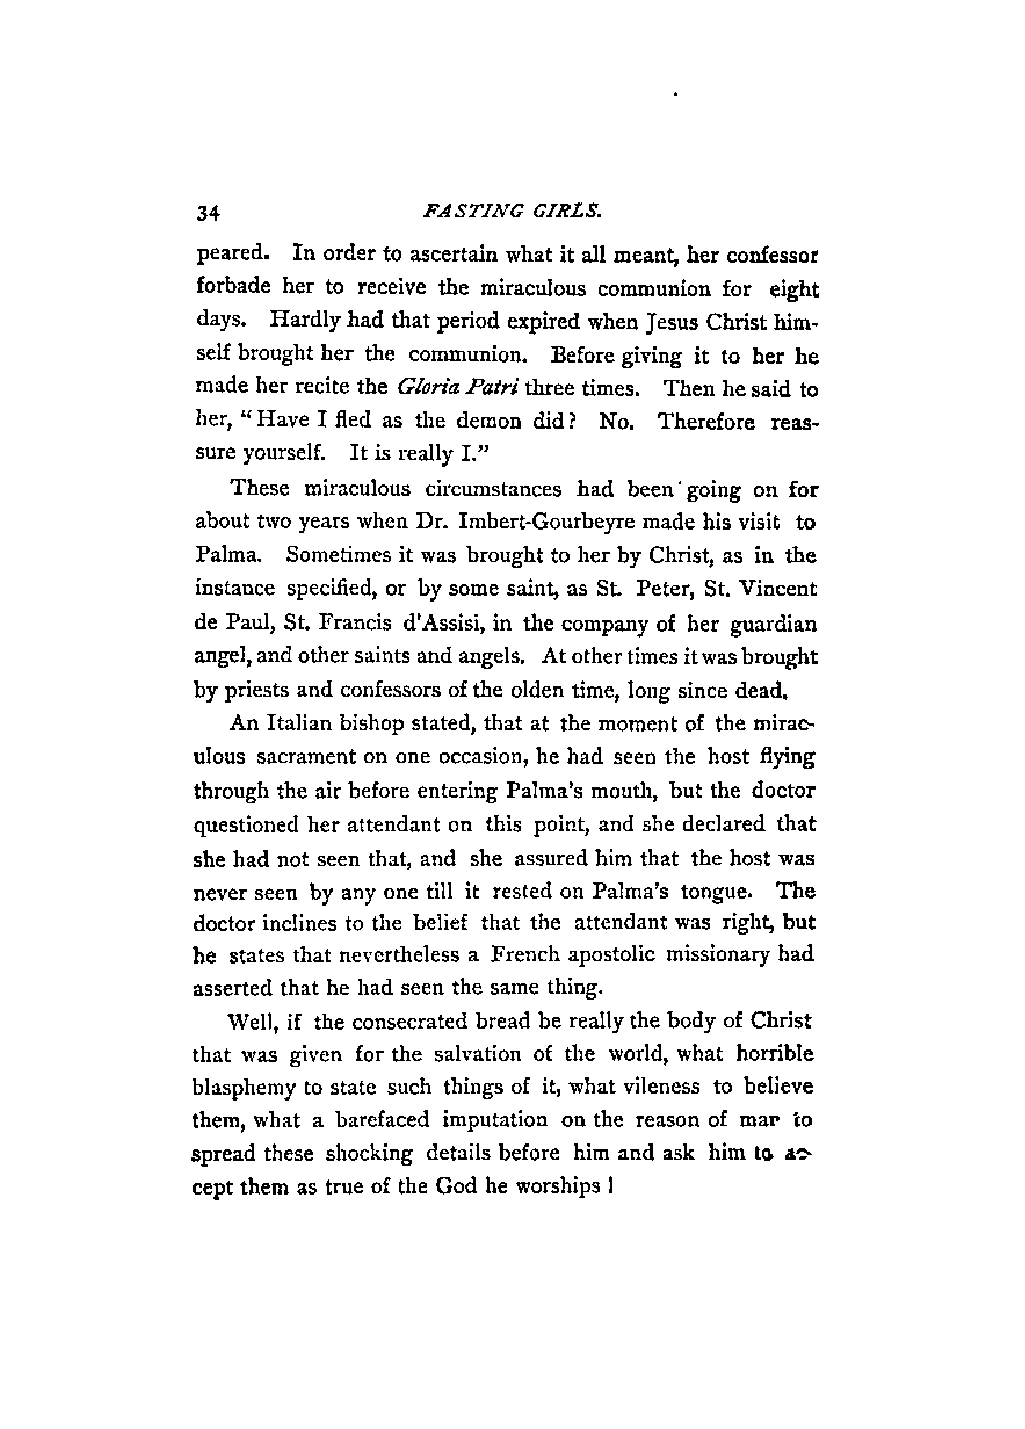 34 FASTING GIRLS.
peared. In order to ascertain what it all meant, her confessor
forbade her to receive the miraculous communion for eight
days. Hardly had that period expired when Jesus Christ him-
self brought her the communion. Before giving it to her he
made her recite the Gloria Patri three times. Then he said to
her, “Have I fled as the demon did? No. Therefore reas-
sure yourself. It is really I.”
These miraculous circumstances had been going on for
about two years when Dr. Imbert-Gourbeyre made his visit to
Palma. Sometimes it was brought to her by Christ, as in the
instance specified, or by some saint, as St. Peter, St. Vincent
de Paul, St. Francis d'Assisi, in the company of her guardian
angel, and other saints and angels. At other times it was brought
by priests and confessors of the olden time, long since dead.
An Italian bishop stated, that at the moment of the mirac-
ulous sacrament on one occasion, he had seen the host flying
through the air before entering Palma's mouth, but the doctor
questioned her attendant on this point, and she declared that
she had not seen that, and she assured him that the host was
never seen by any one till it rested on Palma's tongue. The
doctor inclines to the belief that the attendant was right, but
he states that nevertheless a French apostolic missionary had
asserted that he had seen the same thing.
Well, if the consecrated bread be really the body of Christ
that was given for the salvation of the world, what horrible
blasphemy to state such things of it, what vileness to believe
them, what a barefaced imputation on the reason of man to
spread these shocking details before him and ask him to ac-
cept them as true of the God he worships!